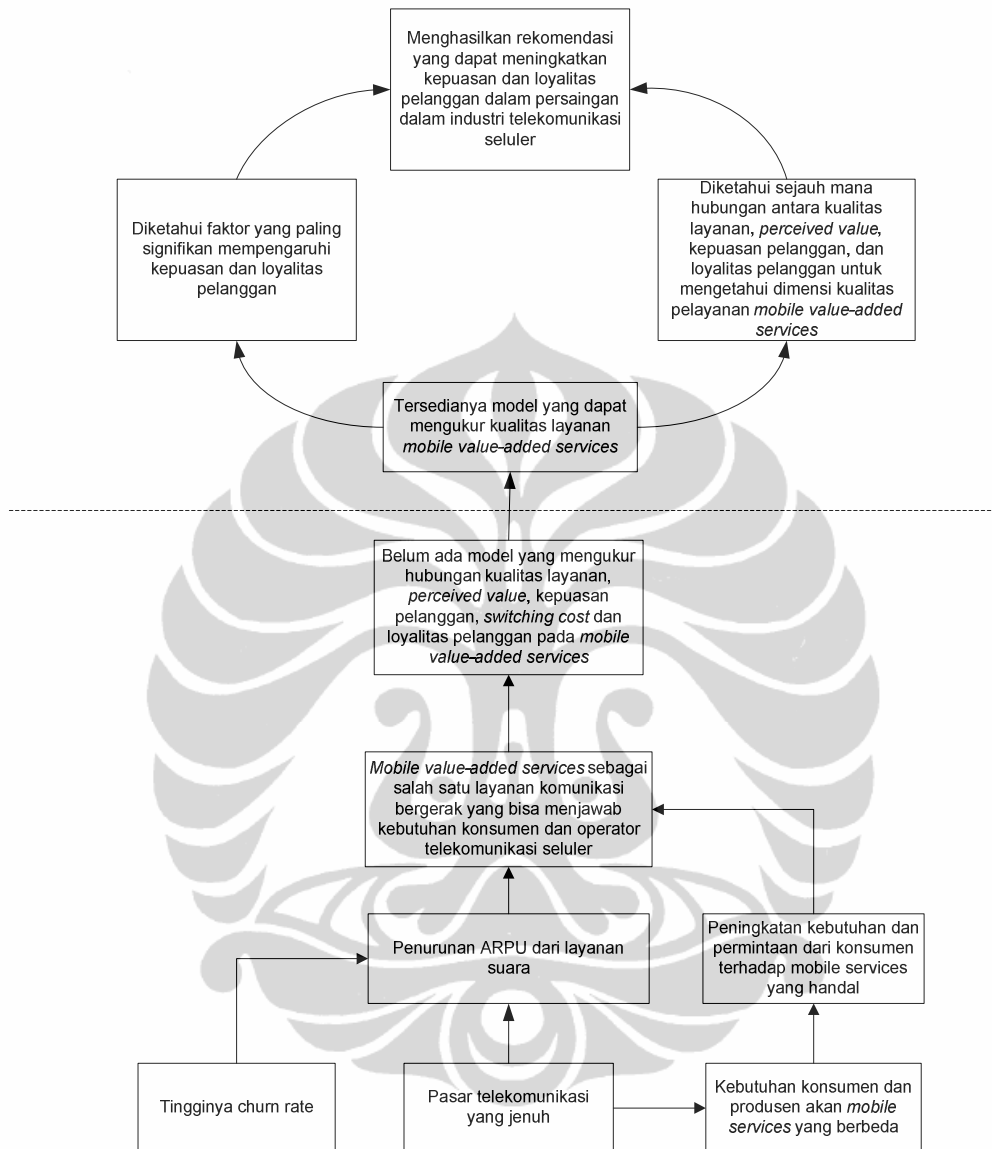 Menghasilkan rekomendasi
yang dapat meningkatkan
kepuasan dan loyalitas
pelanggan dalam persaingan
dalam industri telekomunikasi
seluler
Diketahui faktor yang paling
signifikan mempengaruhi
kepuasan dan loyalitas
pelanggan
Diketahui sejauh mana
hubungan antara kualitas
layanan, perceived value,
kepuasan pelanggan, dan
loyalitas pelanggan untuk
mengetahui dimensi kualitas
pelayanan mobile value-added
services
Tersedianya model yang dapat
mengukur kualitas layanan
mobile value-added services
Belum ada model yang mengukur
hubungan kualitas layanan,
perceived value, kepuasan
pelanggan, switching cost dan
loyalitas pelanggan pada mobile
value-added services
Mobile value-added services sebagai
salah satu layanan komunikasi
bergerak yang bisa menjawab
kebutuhan konsumen dan operator
telekomunikasi seluler
Penurunan ARPU dari layanan
suara
Peningkatan kebutuhan dan
permintaan dari konsumen
terhadap mobile services
yang handal
Tingginya churn rate
Pasar telekomunikasi
yang jenuh
Kebutuhan konsumen dan
produsen akan mobile
services yang berbeda